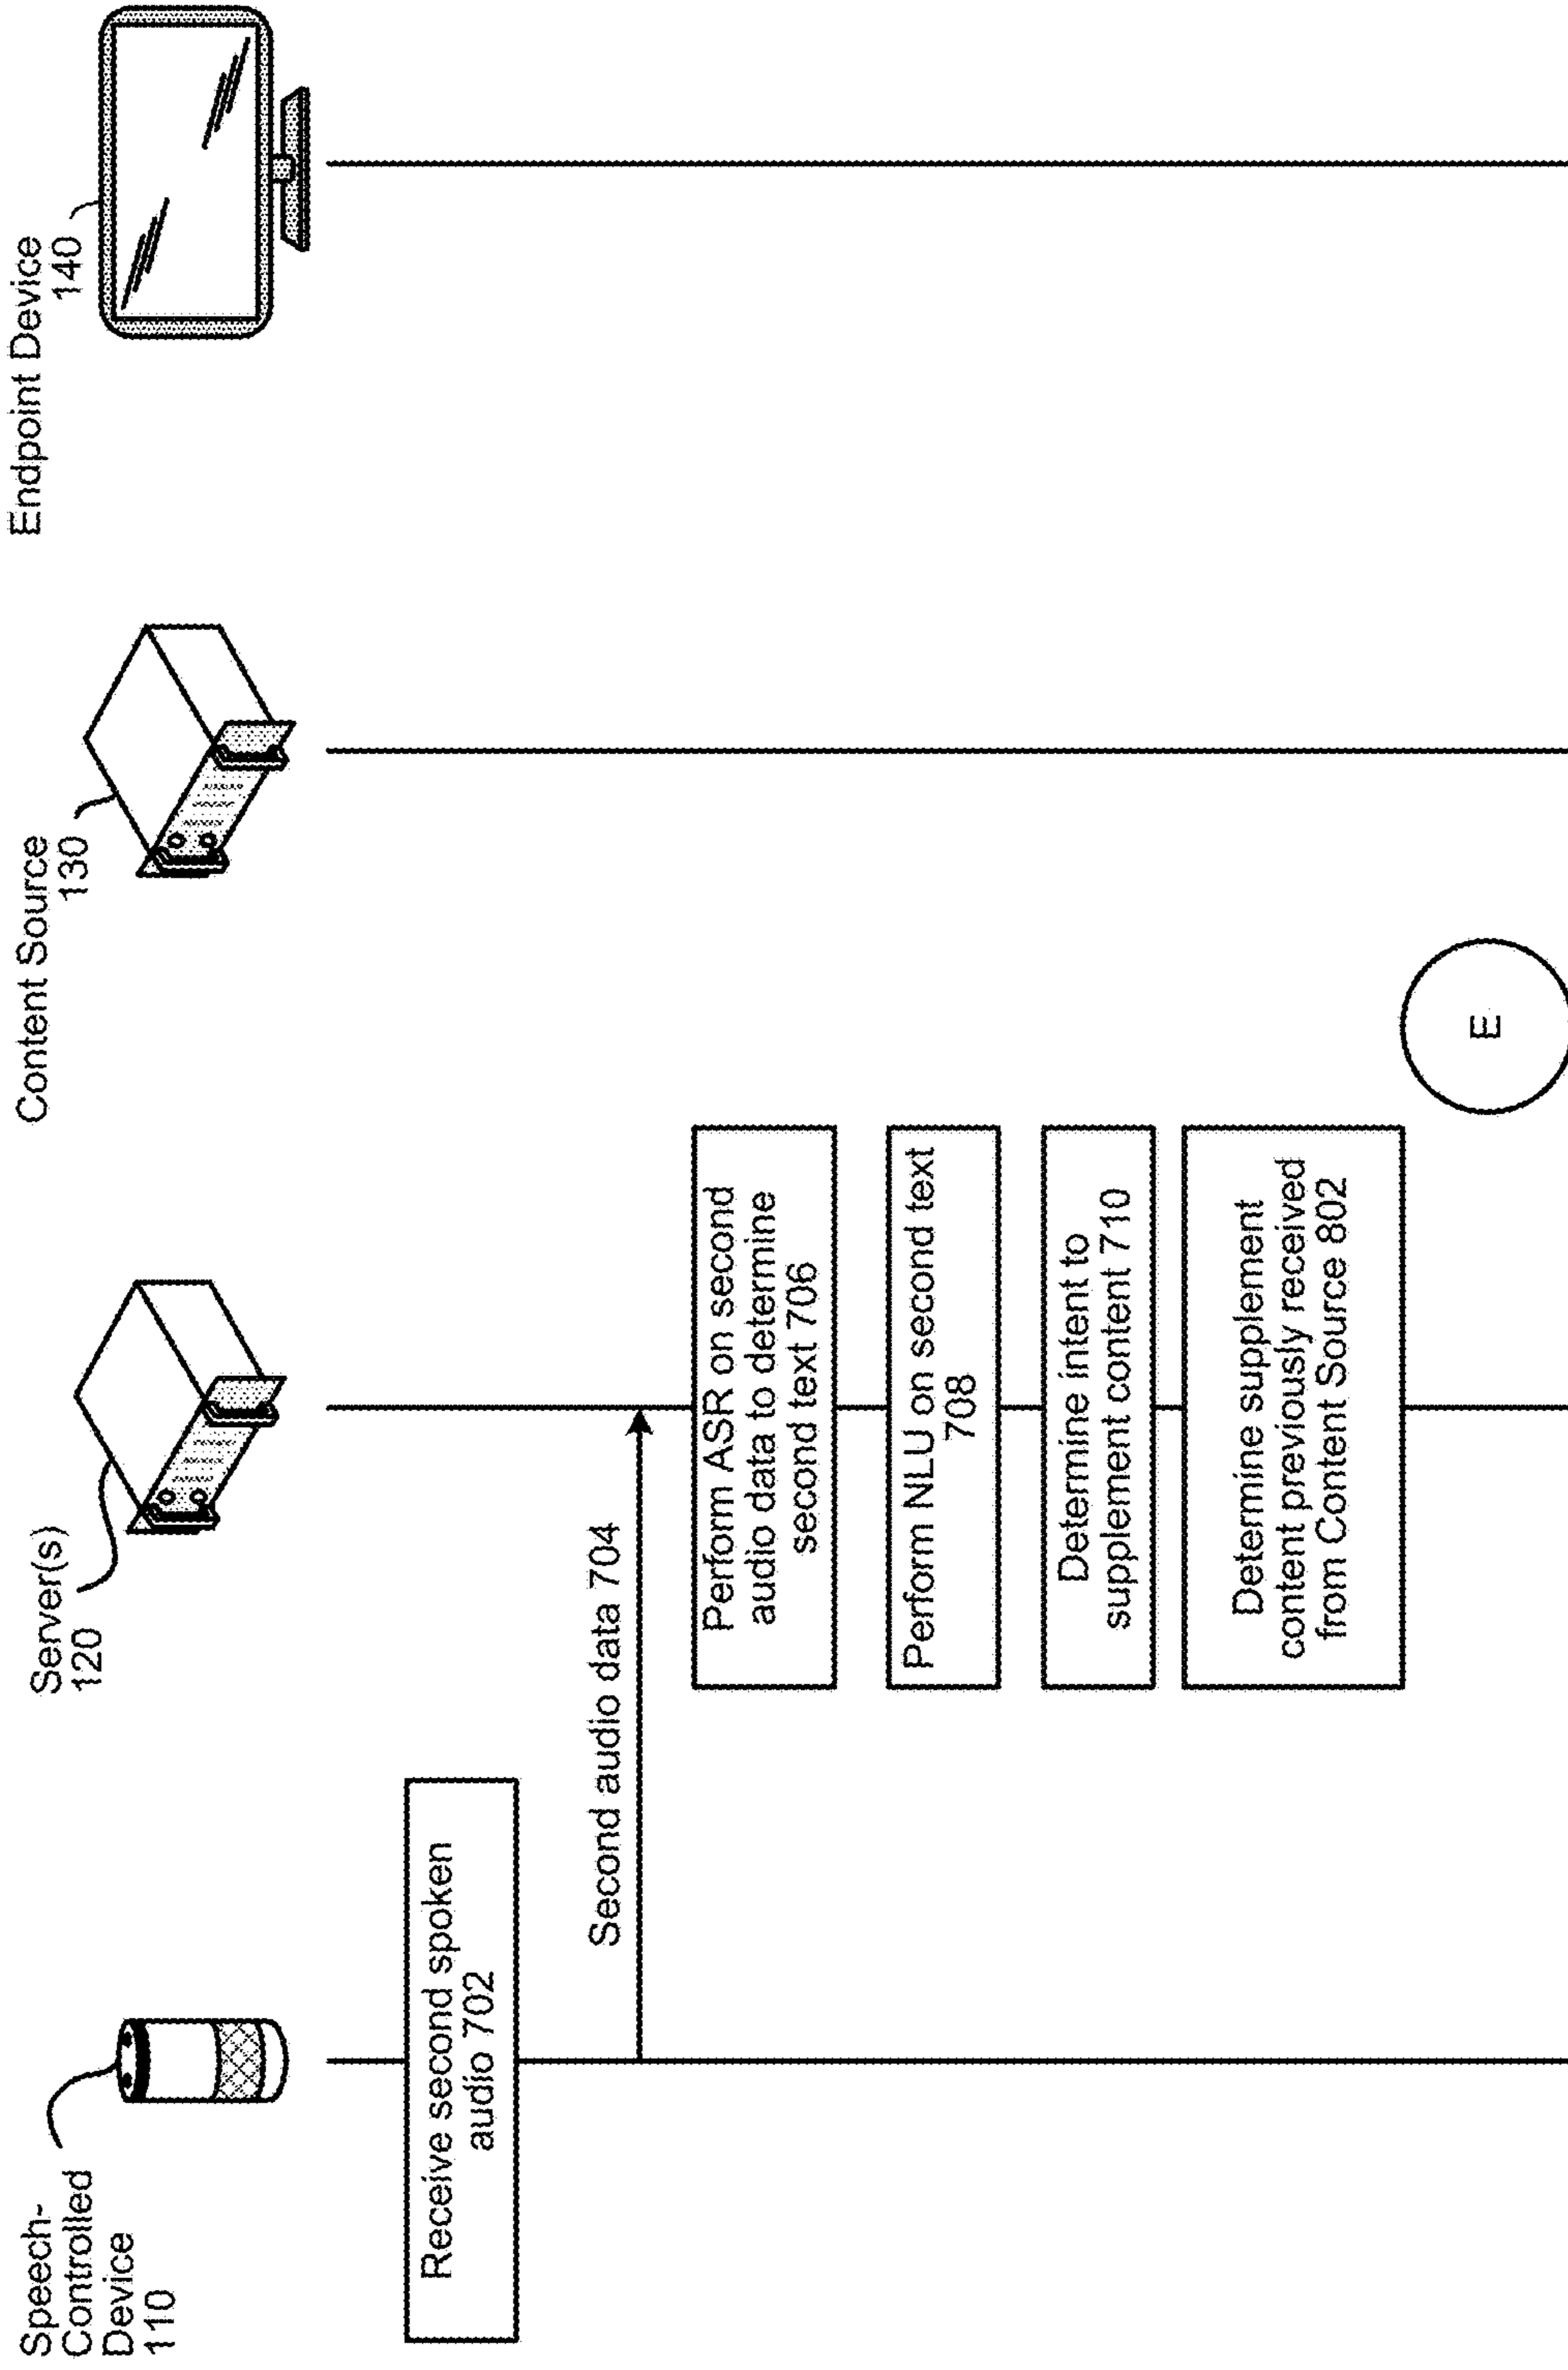 Speech-
Controlled
Device
110
Server(s)
120
Content Source
130
Endpoint Device
140
Receive second spoken
audio 702
Second audio data 704
Perform ASR on second
audio data to determine
second text 706
Perform NLU on second text
708
Determine intent to
supplement content 710
Determine supplement
content previously received
from Content Source 802
E